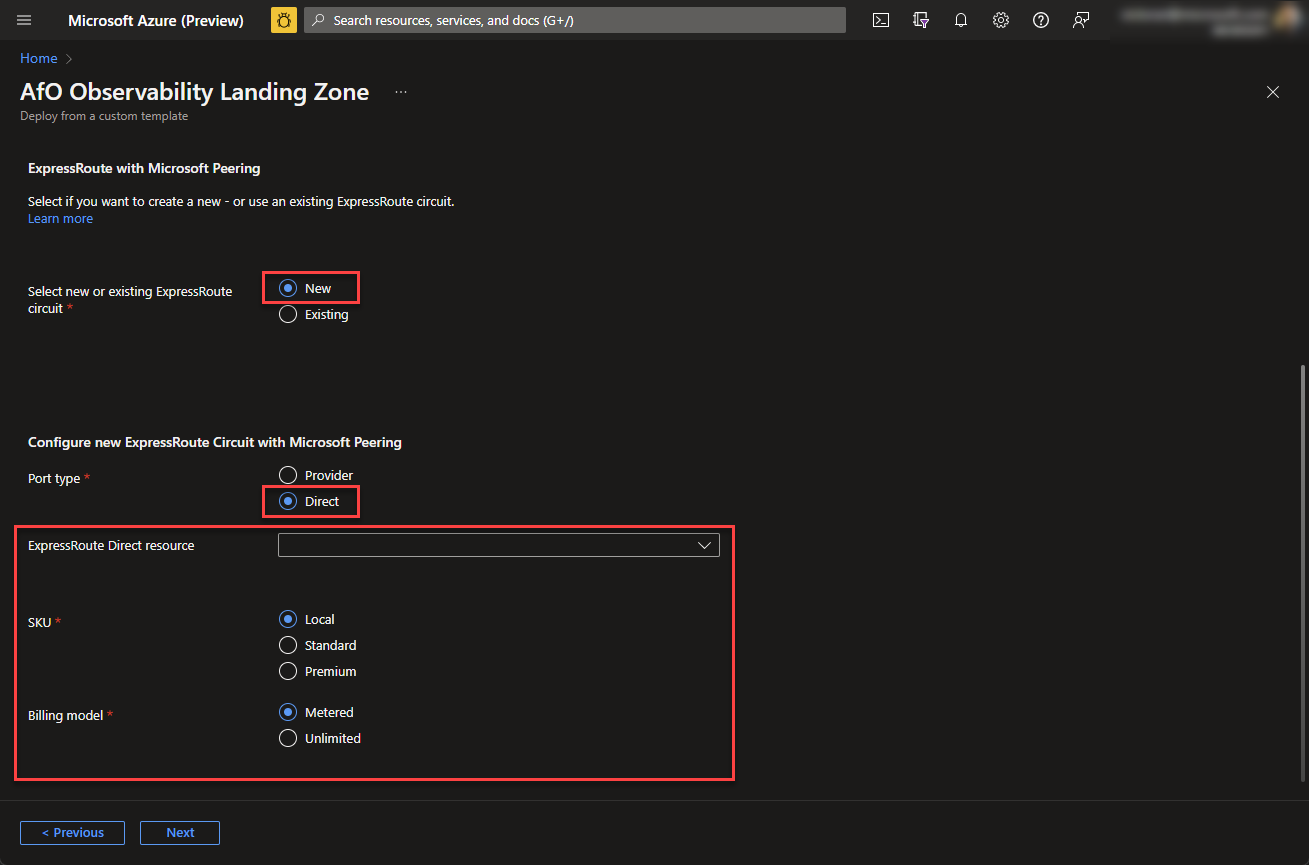 Microsoft Azure (Preview)
Search resources, services, and docs (G+/)
Home
AfO Observability Landing Zone
Deploy from a custom template
ExpressRoute with Microsoft Peering
Select if you want to create a new - or use an existing ExpressRoute circuit.
Learn more
Select new or existing ExpressRoute
circuit *
New
Existing
Configure new ExpressRoute Circuit with Microsoft Peering
Port type *
Provider
Direct
ExpressRoute Direct resource
SKU *
Local
Standard
Premium
Billing model *
Metered
Unlimited
< Previous
Next